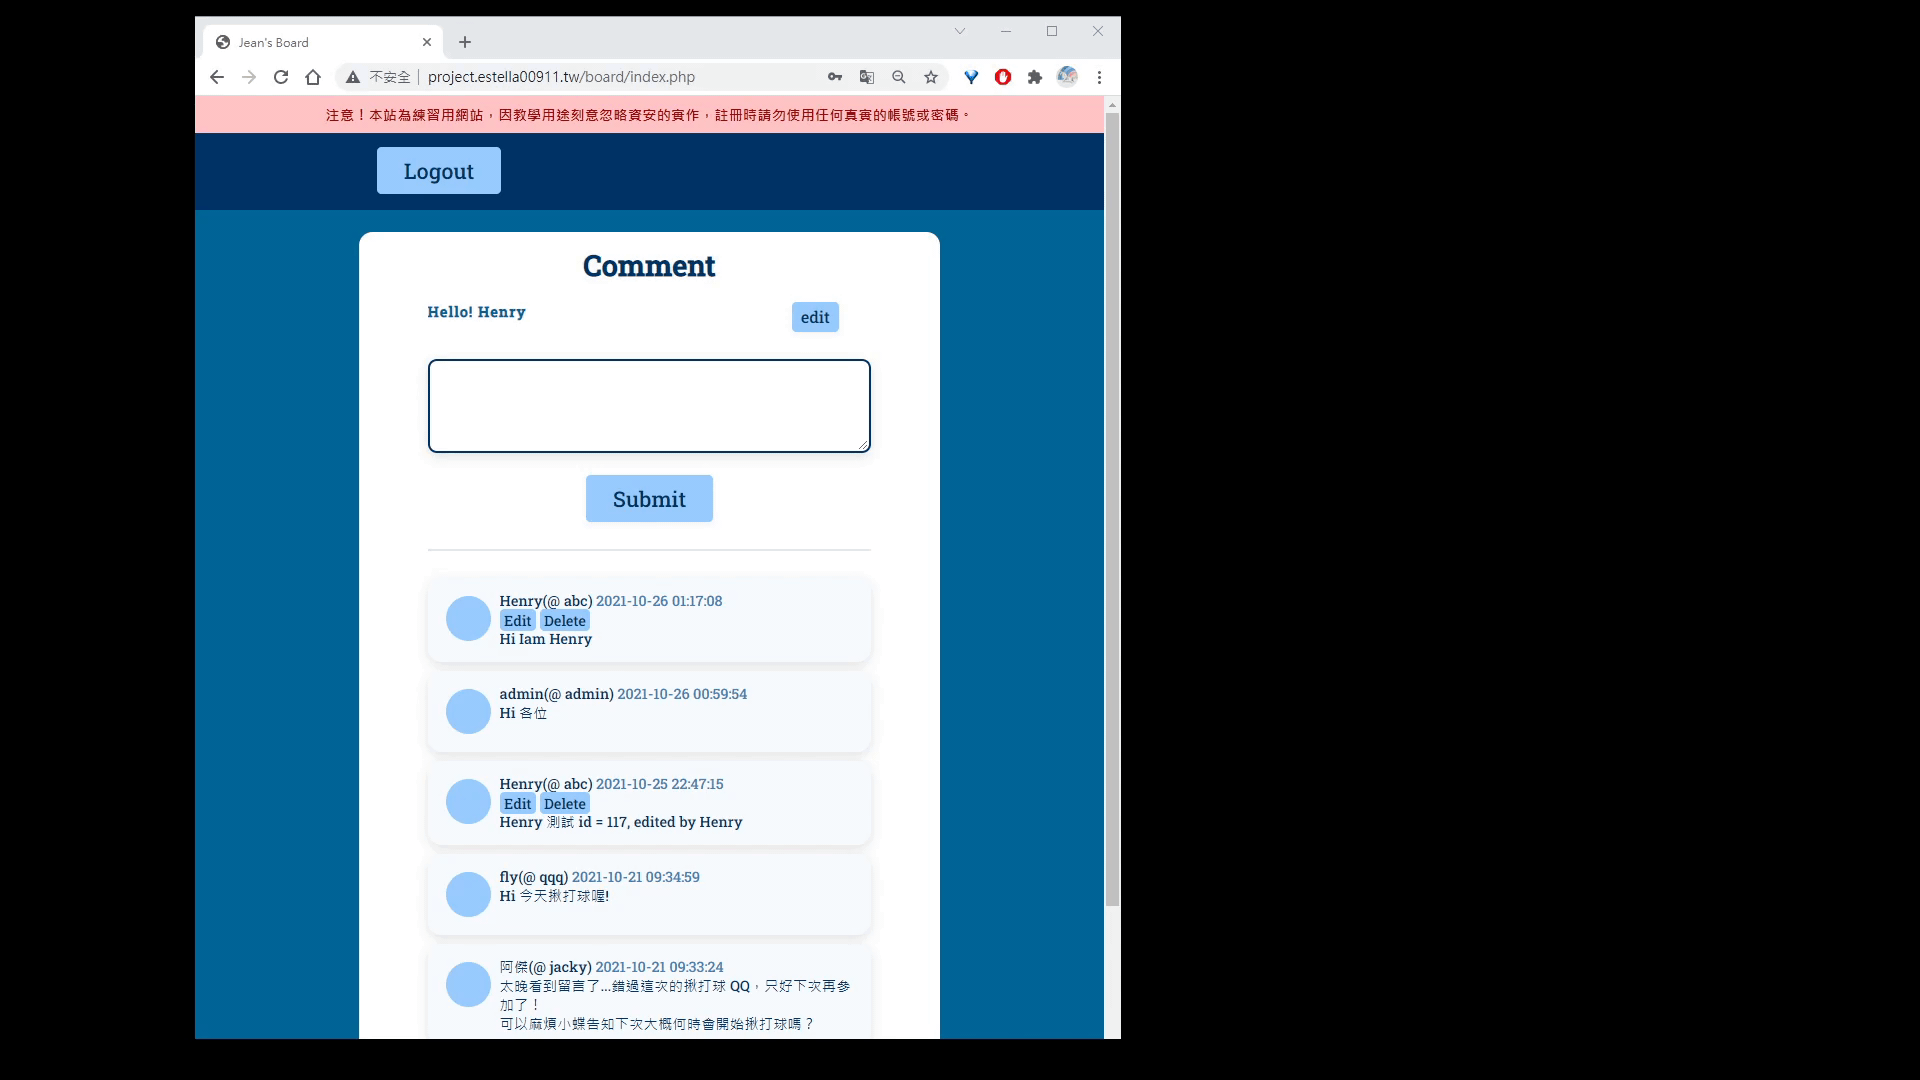 Jean's Board
不安全 | project.estella00911.tw/board/index.php
注意！本站為練習用網站，因教學用途刻意忽略資安的實作，註冊時請勿使用任何真實的帳號或密碼。
Logout
Comment
Hello! Henry
edit
Submit
Henry(@ abc) 2021-10-26 01:17:08
Edit Delete
Hi Iam Henry
admin(@ admin) 2021-10-26 00:59:54
Hi 各位
Henry(@ abc) 2021-10-25 22:47:15
Edit Delete
Henry 測試 id = 117, edited by Henry
fly(@ qqq) 2021-10-21 09:34:59
Hi 今天揪打球喔!
阿傑(@ jacky) 2021-10-21 09:33:24
太晚看到留言了...錯過這次的揪打球 QQ，只好下次再參
加了！
可以麻煩小蝶告知下次大概何時會開始揪打球嗎？